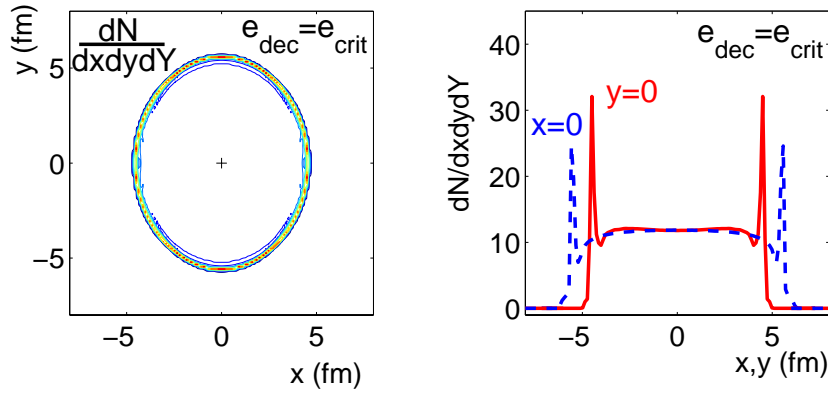 dN
dxdydY
e_dec=e_crit
y (fm)
5
0
−5
−5
0
5
x (fm)
e_dec=e_crit
y=0
x=0
dN/dxdydY
40
30
20
10
0
−5
0
5
x,y (fm)